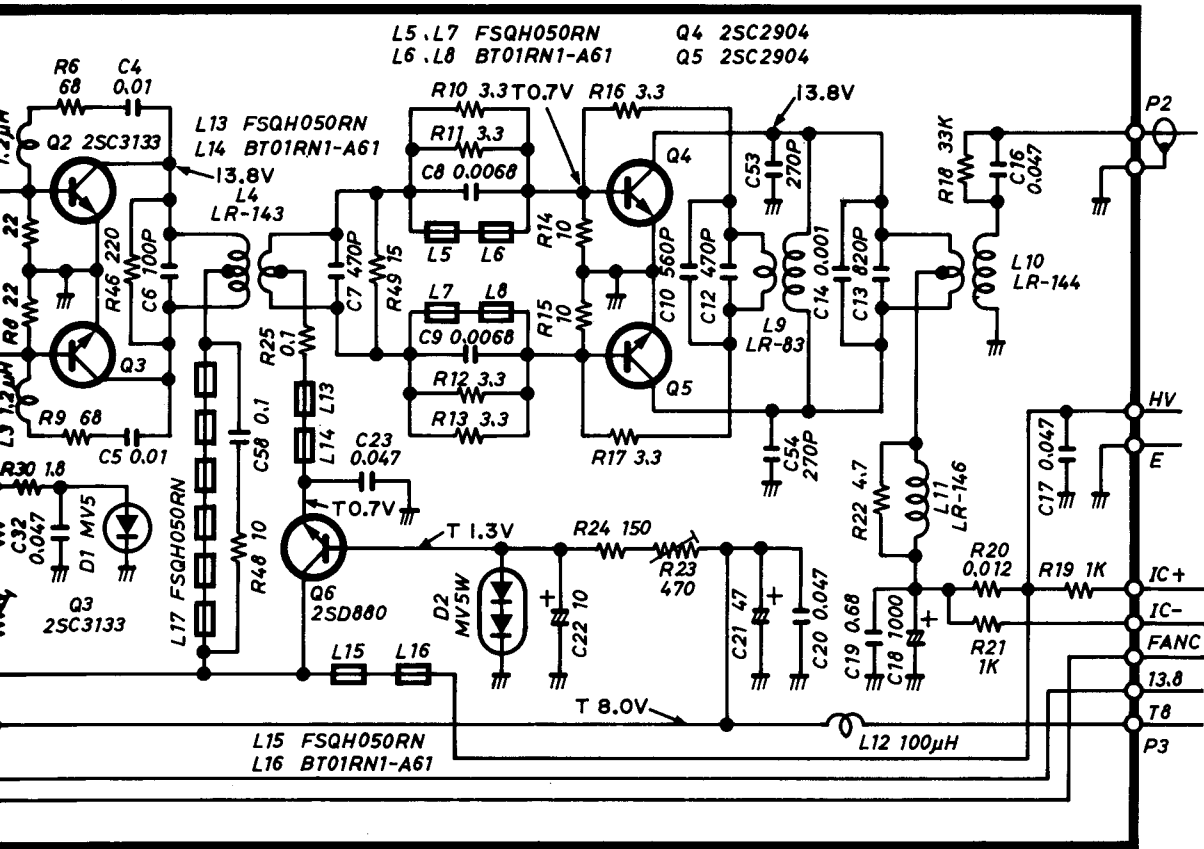 L5 、L7 FSQH050RN
Q4 2SC2904
L6 、L8 BT01RN1-A61
Q5 2SC2904
R6
68
C4
0.01
R10 3.3
T0.7V
R16 3.3
13.8V
P2
1.2μH
L13 FSQH050RN
L14 BT01RN1-A61
R11 3.3
Q2 2SC3133
C8 0.0068
Q4
C53
270P
R18 33K
C16
0.047
13.8V
L4
LR-143
22
R46 220
C6 100P
R14
10
L5
L6
C7 470P
R49 15
C10 560P
C12 470P
C14 0.001
C13 820P
L10
LR-144
R8 22
L7
L8
C9 0.0068
R15
10
L9
LR-83
R25
0.1
Q3
R12 3.3
Q5
L3 1.2μH
R9 68
C5 0.01
L13
L14
R13 3.3
R17 3.3
C54
270P
HV
C17 0.047
E
C58 0.1
C23
0.047
R30 1.8
C32
0.047
D1 MV5
L17 FSQH050RN
R48 10
T0.7V
T 1.3V
R24 150
R23
470
R22 4.7
L11
LR-146
R20
0.012
R19 1K
IC+
Q3
2SC3133
Q6
2SD880
D2
MV5W
+
C22 10
C21 47
+
C20 0.047
C19 0.68
C18 1000
+
R21
1K
IC-
FANC
L15
L16
13.8
T 8.0V
T8
L15 FSQH050RN
L16 BT01RN1-A61
L12 100μH
P3